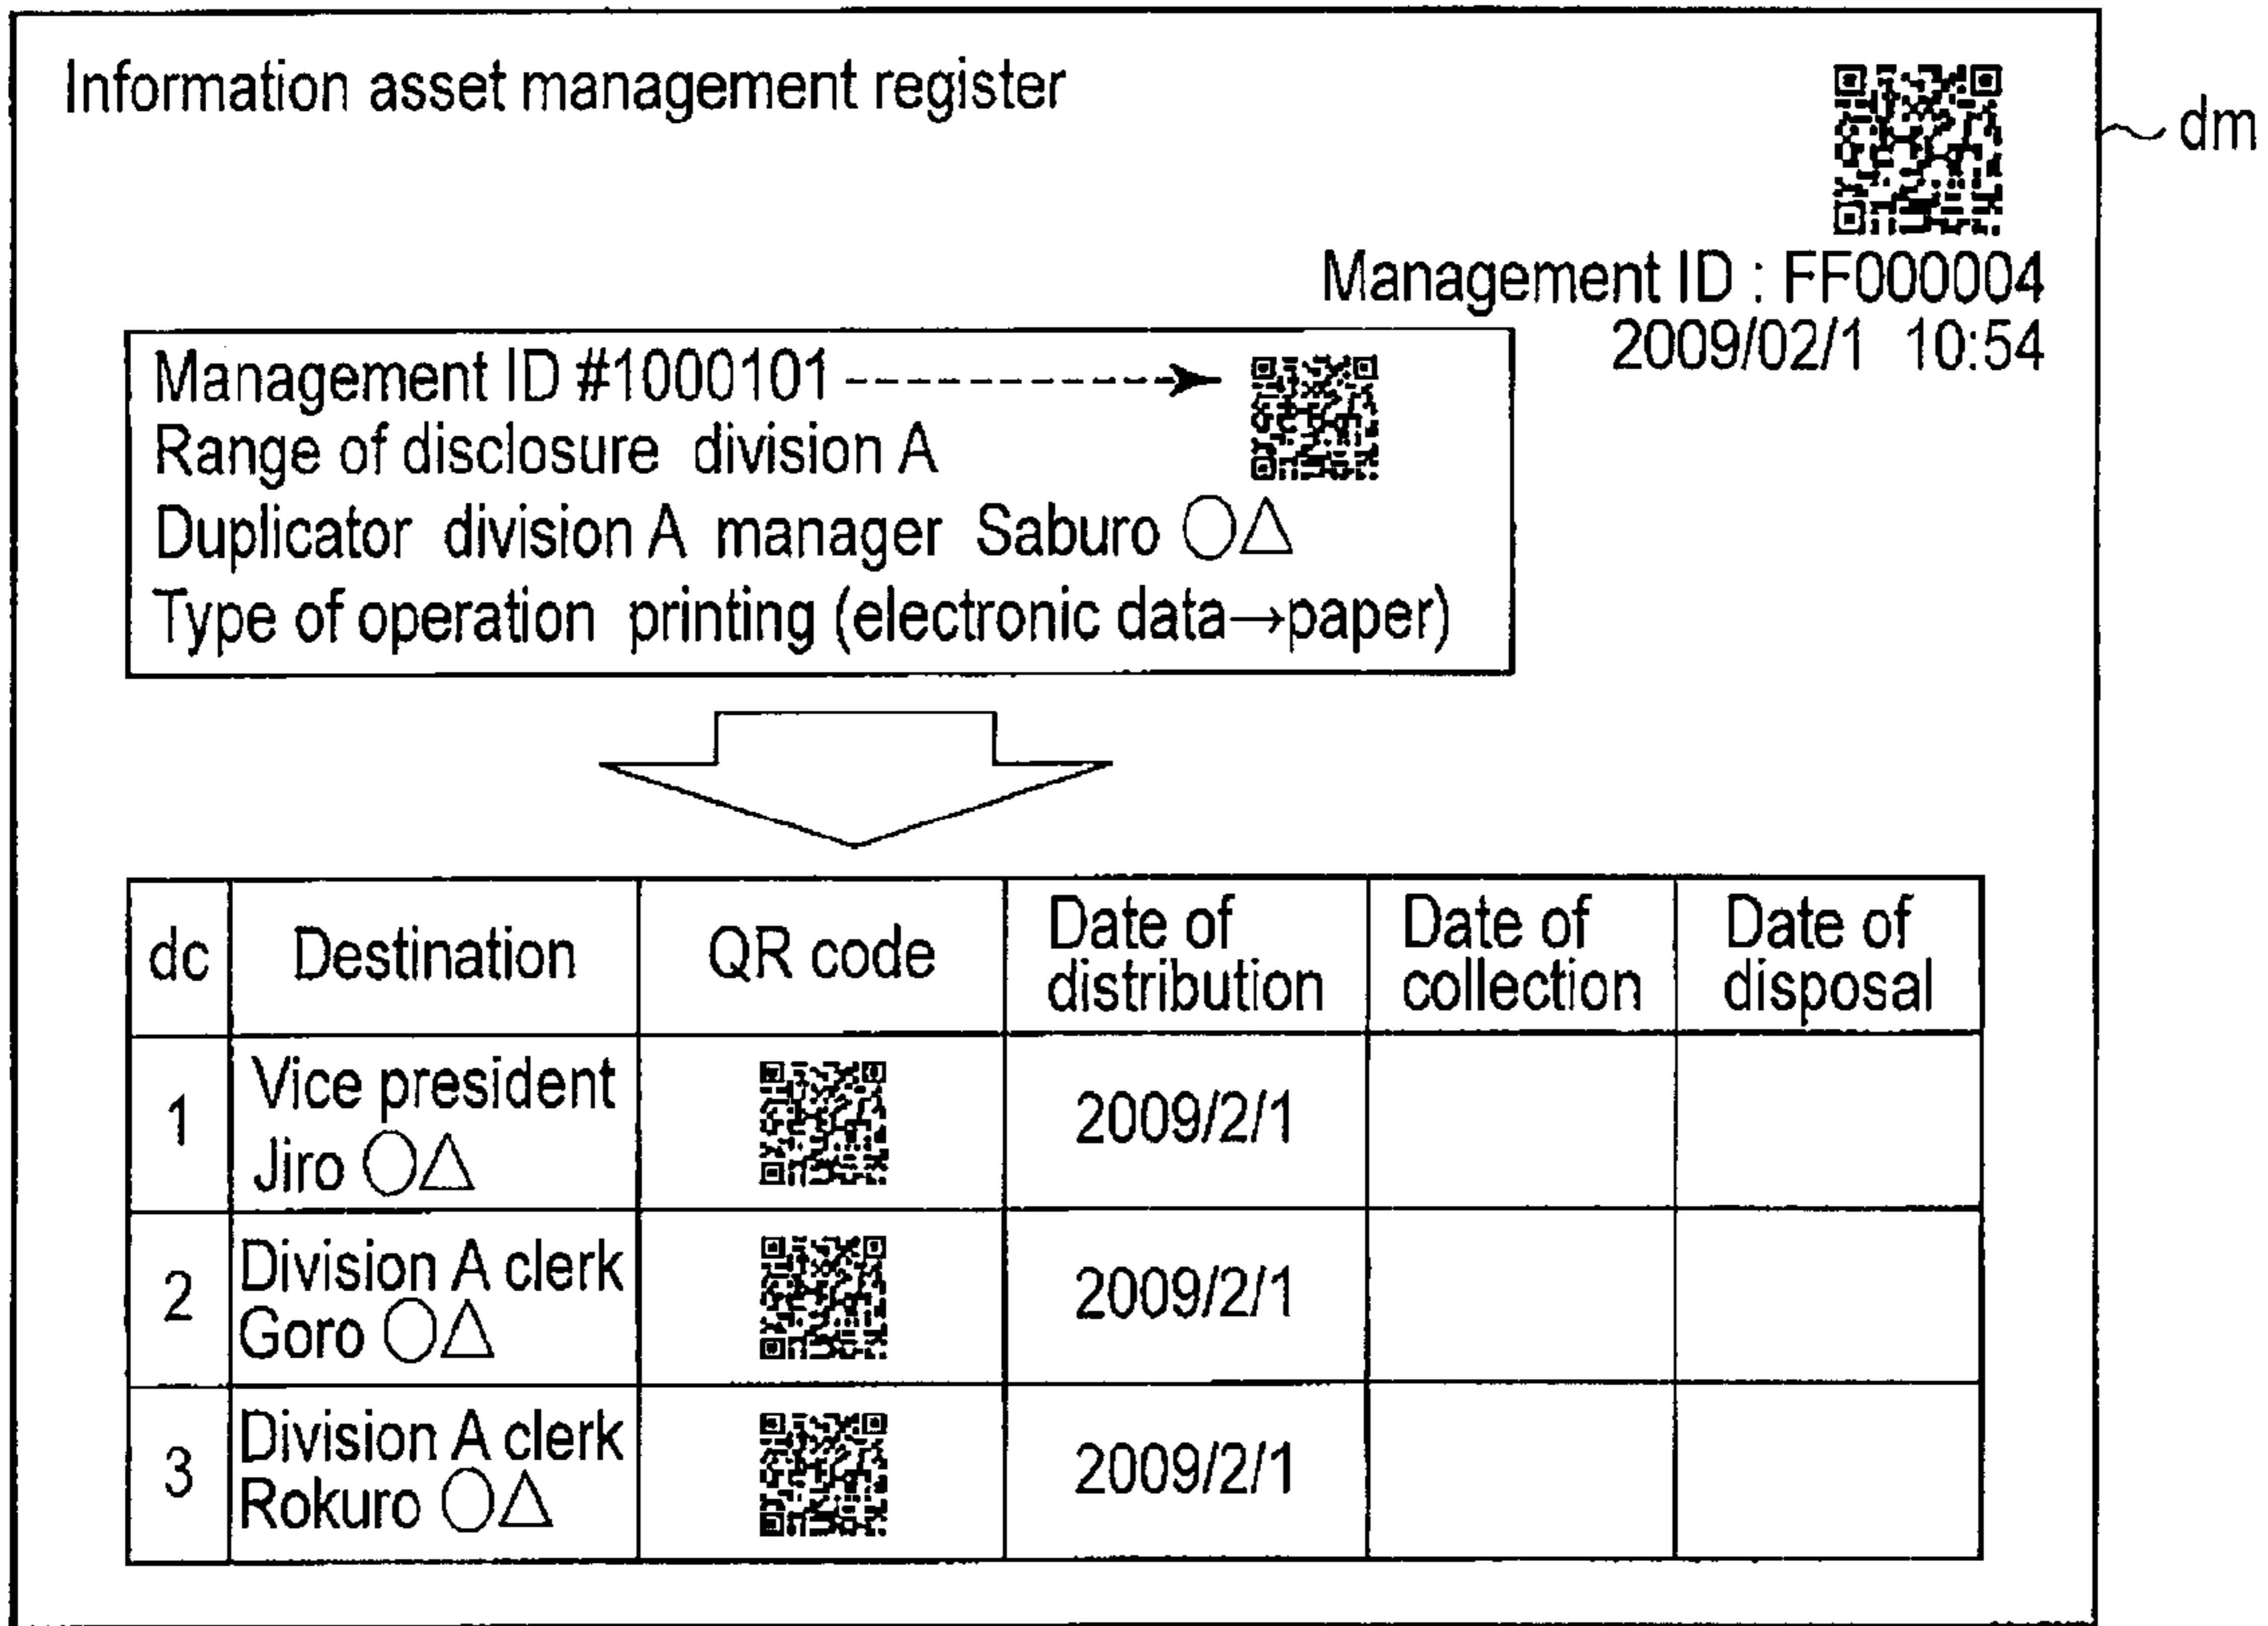 Information asset management register
dm
Management ID : FF000004
2009/02/1 10:54
Management ID #1000101
Range of disclosure division A
Duplicator division A manager Saburo ○△
Type of operation printing (electronic data→paper)
dc Destination QR code Date of distribution Date of collection Date of disposal
1 Vice president Jiro ○△ 2009/2/1
2 Division A clerk Goro ○△ 2009/2/1
3 Division A clerk Rokuro ○△ 2009/2/1